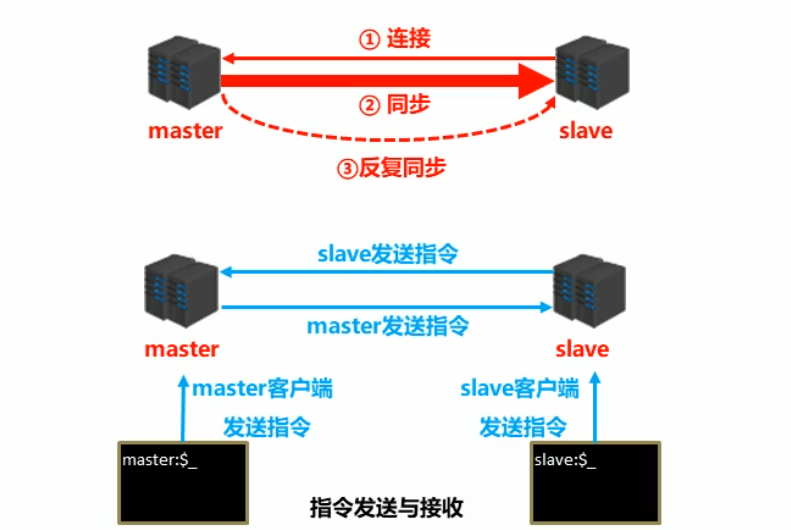 ① 连接
② 同步
master
slave
③反复同步
slave发送指令
master发送指令
master
slave
master客户端
发送指令
slave客户端
发送指令
master:$_
slave:$_
指令发送与接收